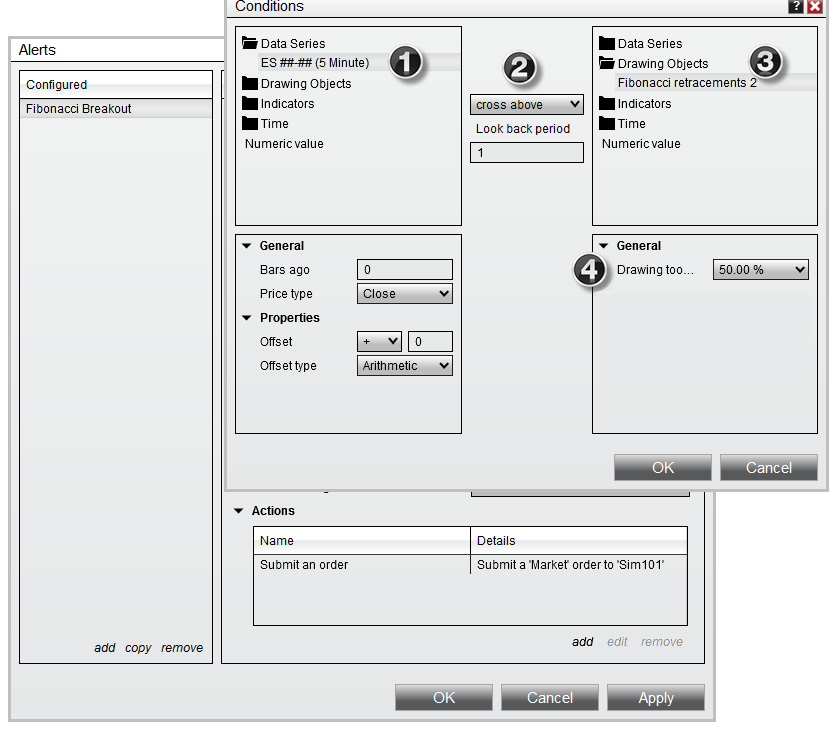 Conditions
?
Alerts
Configured
Fibonacci Breakout
Data Series
ES ##-## (5 Minute)
Drawing Objects
Indicators
Time
Numeric value
1
2
cross above
Look back period
1
Data Series
Drawing Objects
Fibonacci retracements 2
Indicators
Time
Numeric value
3
General
Bars ago 0
Price type Close
Properties
Offset + 0
Offset type Arithmetic
General
4 Drawing too... 50.00 %
OK Cancel
Actions
Name Details
Submit an order Submit a 'Market' order to 'Sim101'
add edit remove
add copy remove
OK Cancel Apply